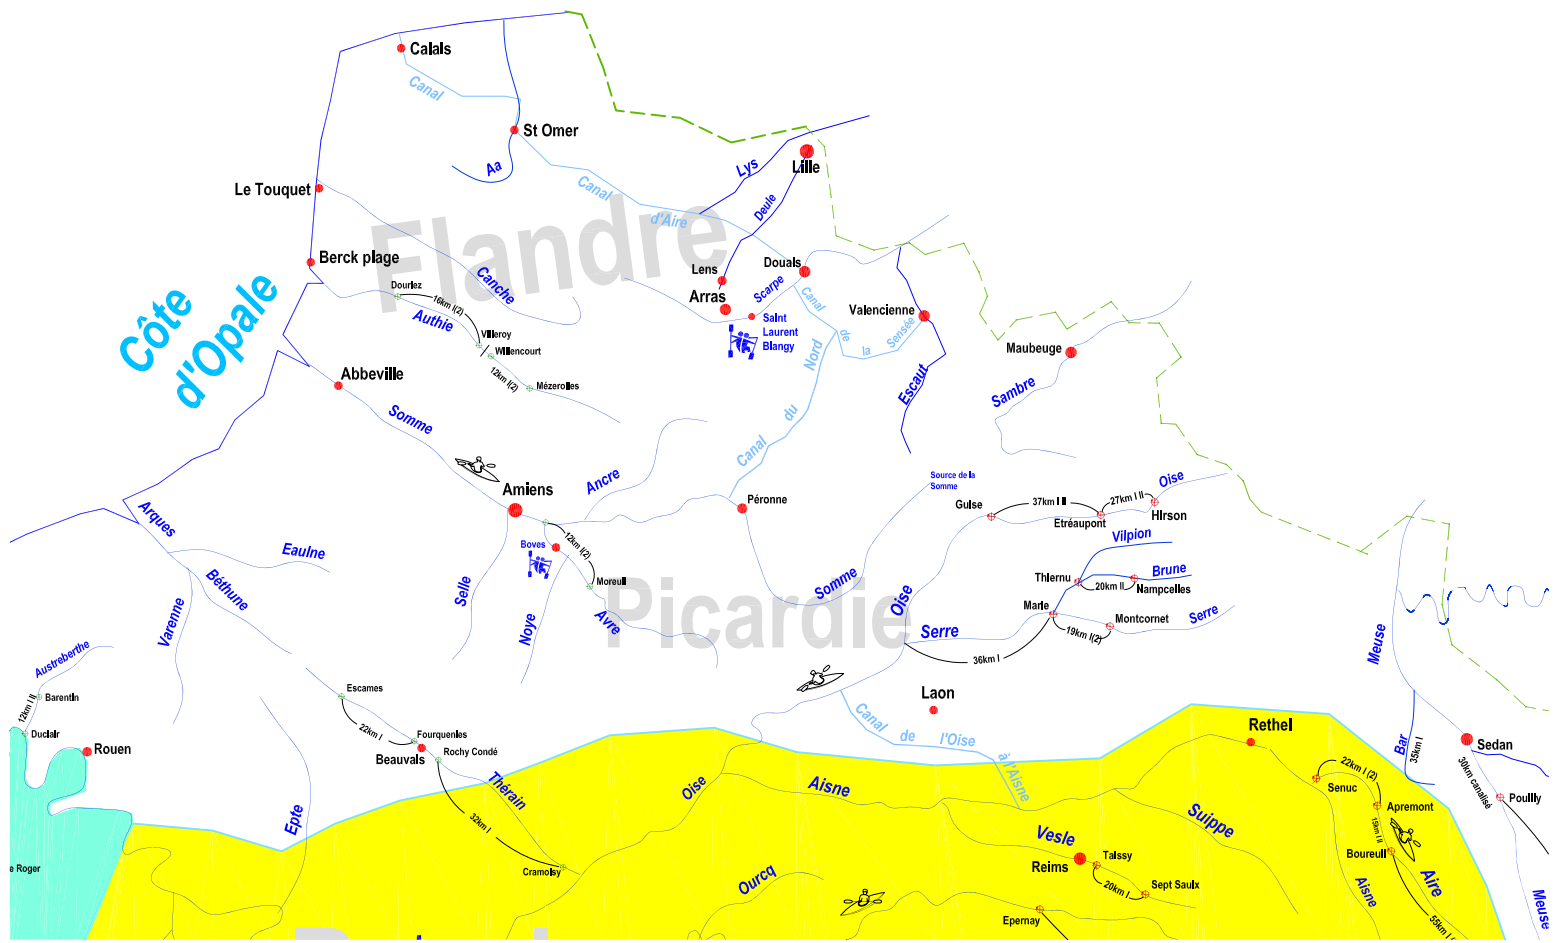 Calais
Canal
St Omer
Aa
Lys
Lille
Le Touquet
Canal
d'Aire
Deule
Flandre
Berck plage
Canche
Lens
Douais
Côte
d'Opale
Douriez
16km I(2)
Authie
Arras
Scarpe
Saint
Laurent
Blangy
Canal
de
la
Sensée
Valencienne
Villeroy
Willencourt
12km I(2)
Mézerolles
Maubeuge
Sambre
Escaut
Abbeville
Somme
Canal
du
Nord
Amiens
Ancre
Péronne
Source de la
Somme
Guise
37km I II
Etréaupont
27km I II
Hirson
Oise
Arques
Eaulne
Boves
12km I(2)
Moreuil
Vilpion
Thiernu
20km II
Brune
Nampcelles
Béthune
Varenne
Selle
Noye
Avre
Picardie
Somme
Oise
Marle
Montcornet
19km I(2)
Serre
Serre
36km I
Meuse
Austreberthe
Barentin
12km I II
Duclair
Rouen
Escames
22km I
Fourquenies
Beauvais
Rochy Condé
Thérain
32km I
Cramoisy
Epte
Laon
Canal
de
l'Oise
à l'Aisne
Rethel
Bar
35km I
Sedan
30km canalisé
Pouilly
Oise
Aisne
Suippe
22km I (2)
Senuc
Apremont
15km I II
Boureuil
Vesle
Reims
Taissy
20km I
Sept Saulx
Aisne
Aire
55km I
Meuse
e Roger
Ourcq
Epernay